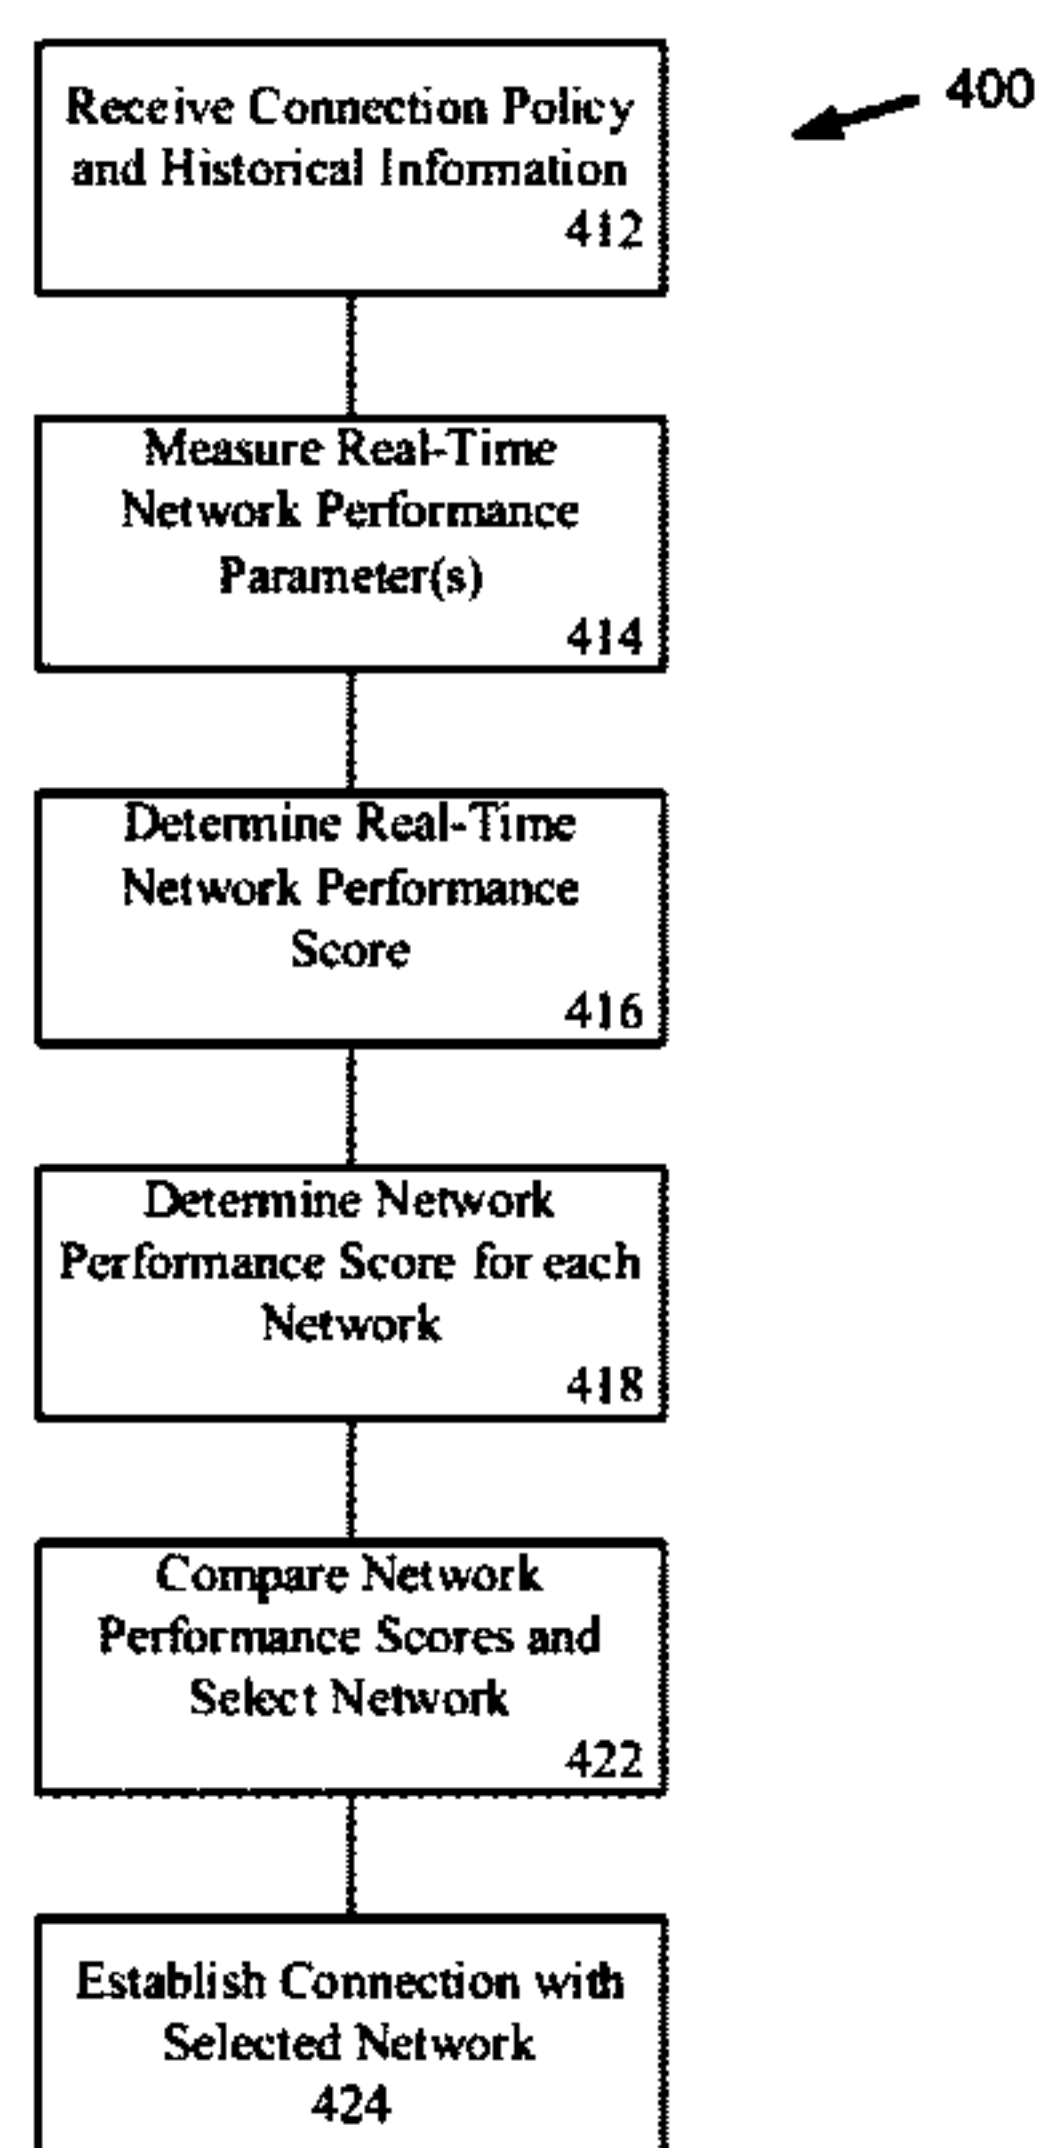 400
Receive Connection Policy
and Historical Information
412
Measure Real-Time
Network Performance
Parameter(s)
414
Determine Real-Time
Network Performance
Score
416
Determine Network
Performance Score for each
Network
418
Compare Network
Performance Scores and
Select Network
422
Establish Connection with
Selected Network
424